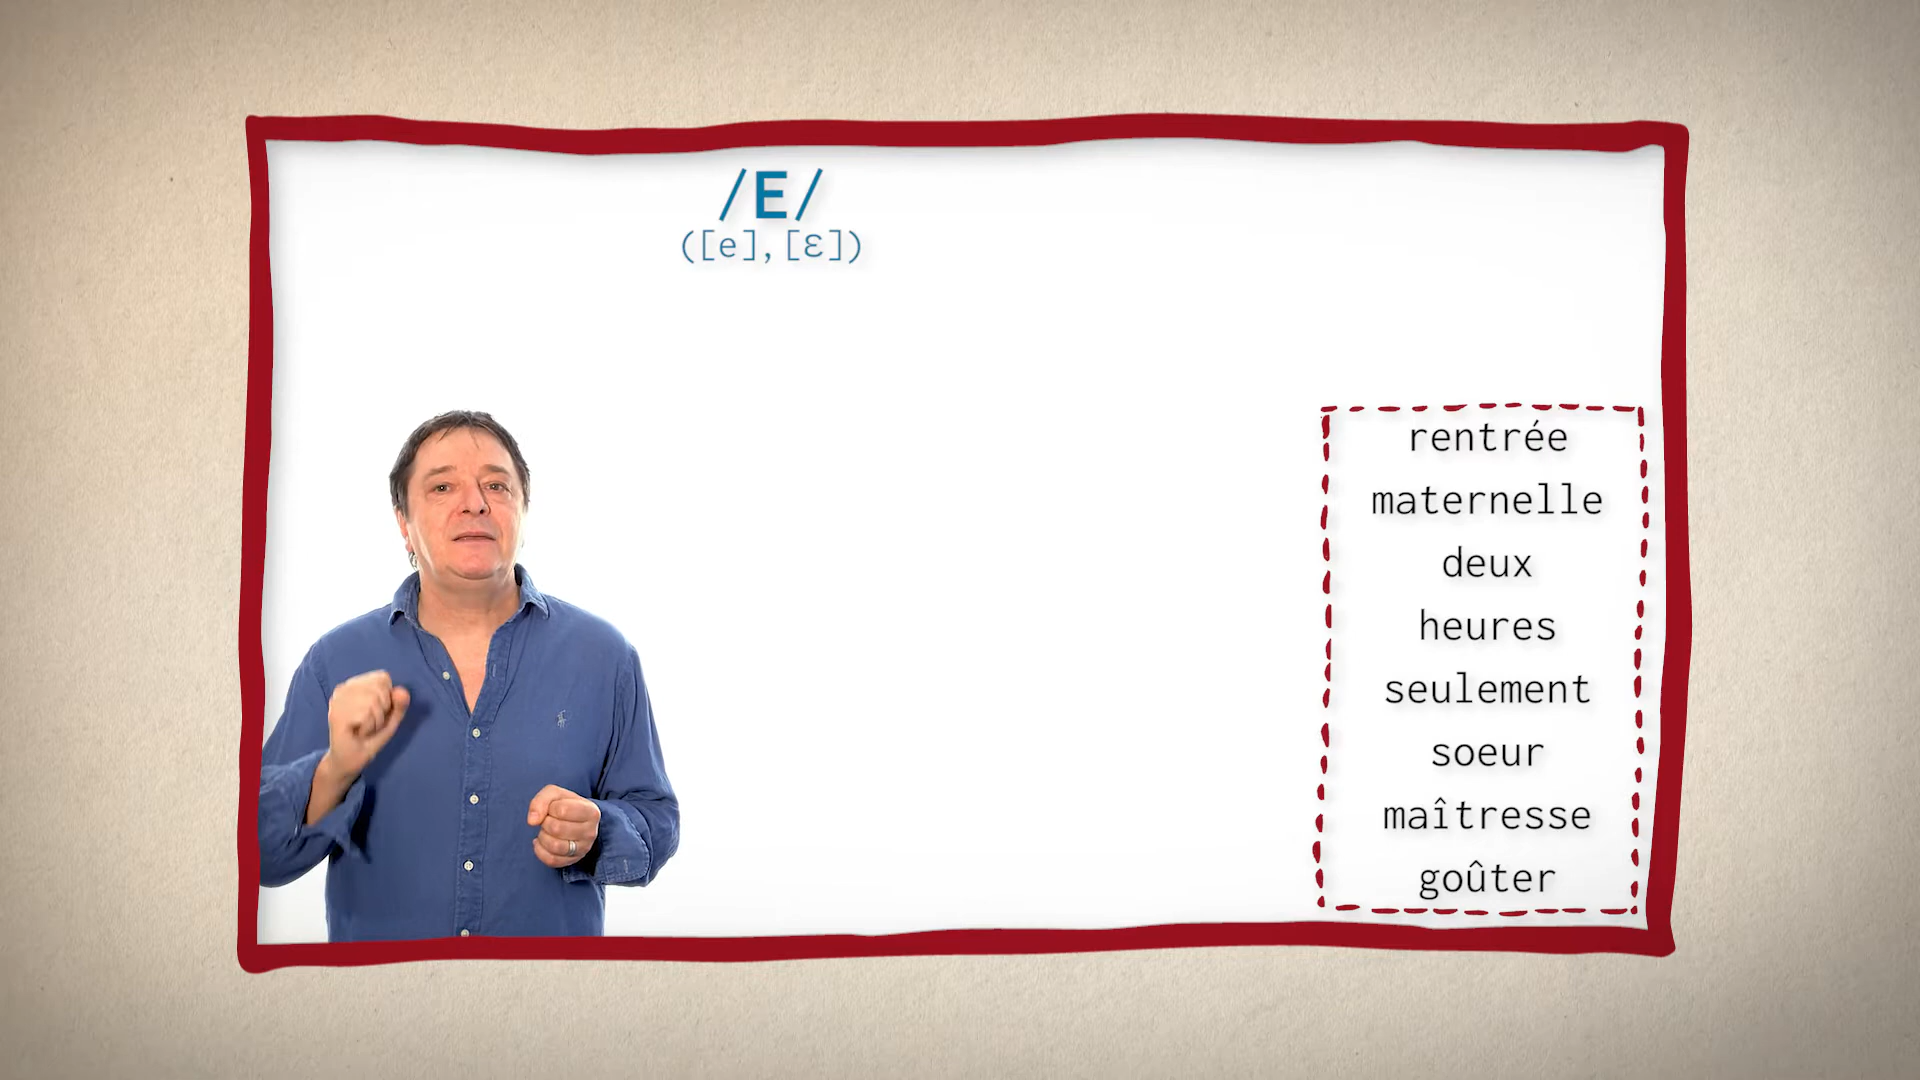 /E/
([e],[ɛ])
rentrée
maternelle
deux
heures
seulement
soeur
maîtresse
goûter